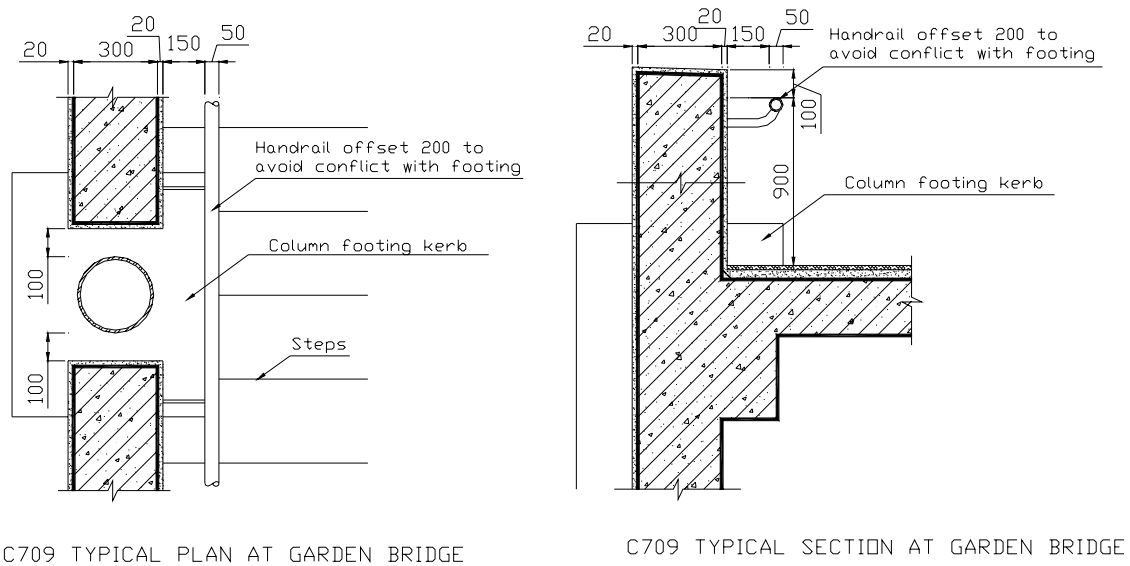 20
50
20
300
150
Handrail offset 200 to
avoid conflict with footing
Column footing kerb
100
Steps
100
C709 TYPICAL PLAN AT GARDEN BRIDGE
20
50
20
300
150
Handrail offset 200 to
avoid conflict with footing
100
900
Column footing kerb
C709 TYPICAL SECTION AT GARDEN BRIDGE